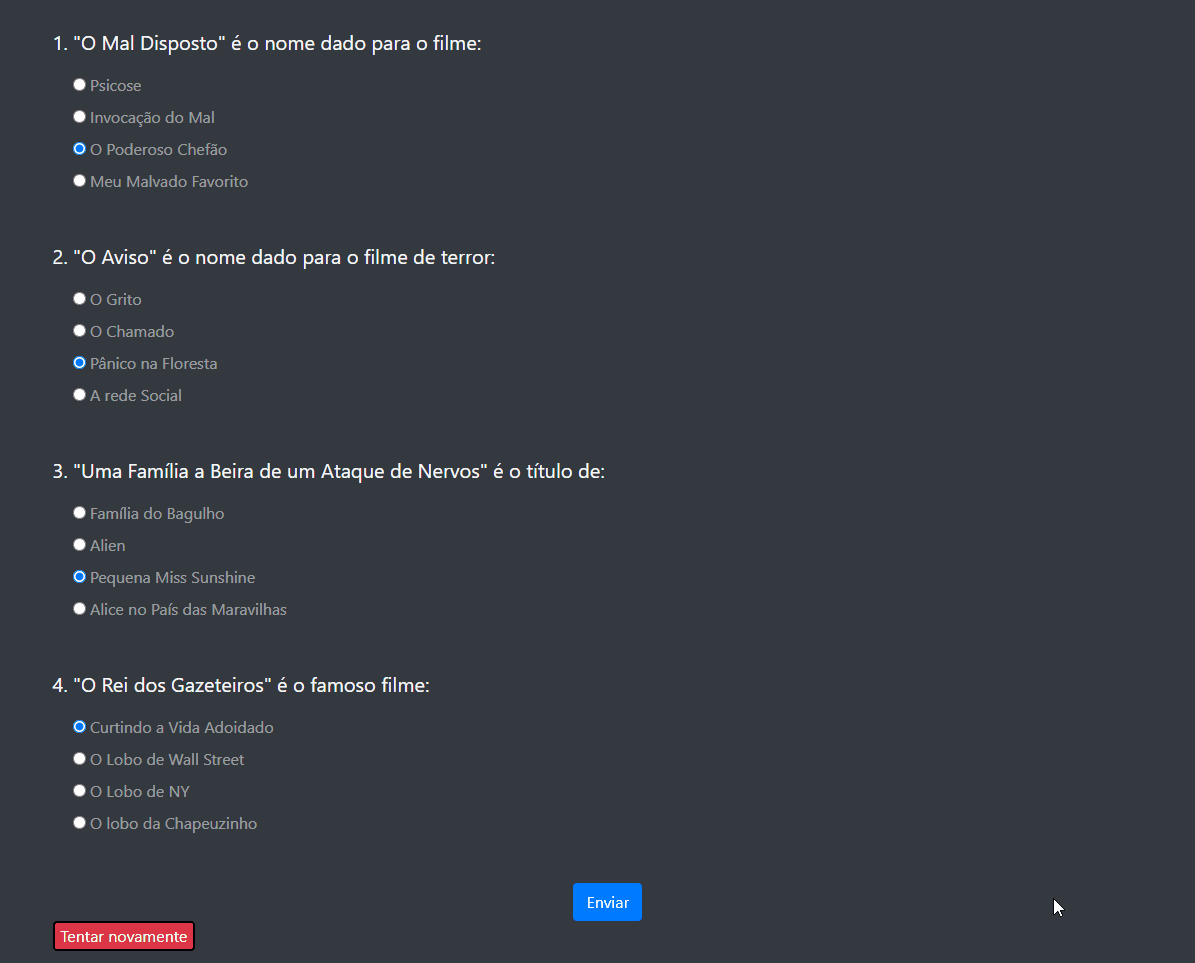 1. "O Mal Disposto" é o nome dado para o filme:
Psicose
Invocação do Mal
O Poderoso Chefão
Meu Malvado Favorito
2. "O Aviso" é o nome dado para o filme de terror:
O Grito
O Chamado
Pânico na Floresta
A rede Social
3. "Uma Família a Beira de um Ataque de Nervos" é o título de:
Família do Bagulho
Alien
Pequena Miss Sunshine
Alice no País das Maravilhas
4. "O Rei dos Gazeteiros" é o famoso filme:
Curtindo a Vida Adoidado
O Lobo de Wall Street
O Lobo de NY
O lobo da Chapeuzinho
Enviar
Tentar novamente